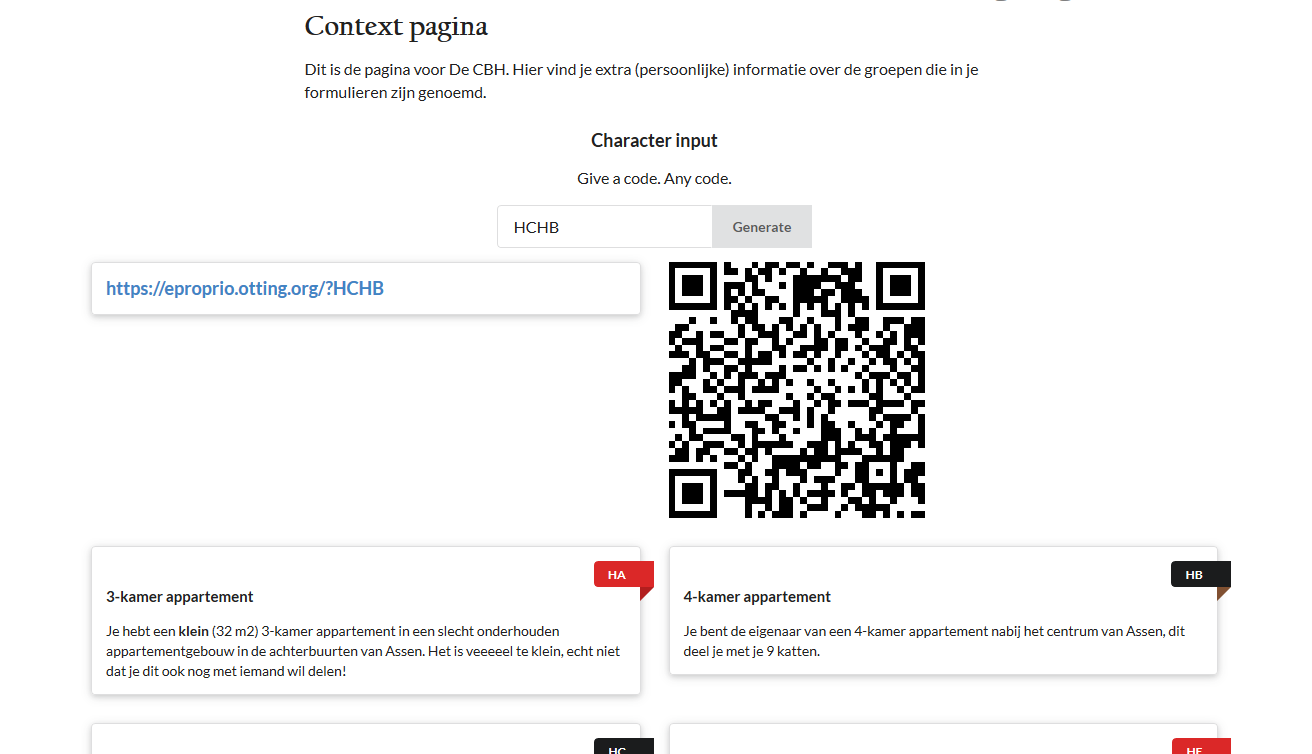 Context pagina
Dit is de pagina voor De CBH. Hier vind je extra (persoonlijke) informatie over de groepen die in je
formulieren zijn genoemd.
Character input
Give a code. Any code.
HCHB
Generate
https://eproprio.otting.org/?HCHB
HA
3-kamer appartement
Je hebt een klein (32 m2) 3-kamer appartement in een slecht onderhouden
appartementgebouw in de achterbuurten van Assen. Het is veeeeel te klein, echt niet
dat je dit ook nog met iemand wil delen!
HB
4-kamer appartement
Je bent de eigenaar van een 4-kamer appartement nabij het centrum van Assen, dit
deel je met je 9 katten.
HC